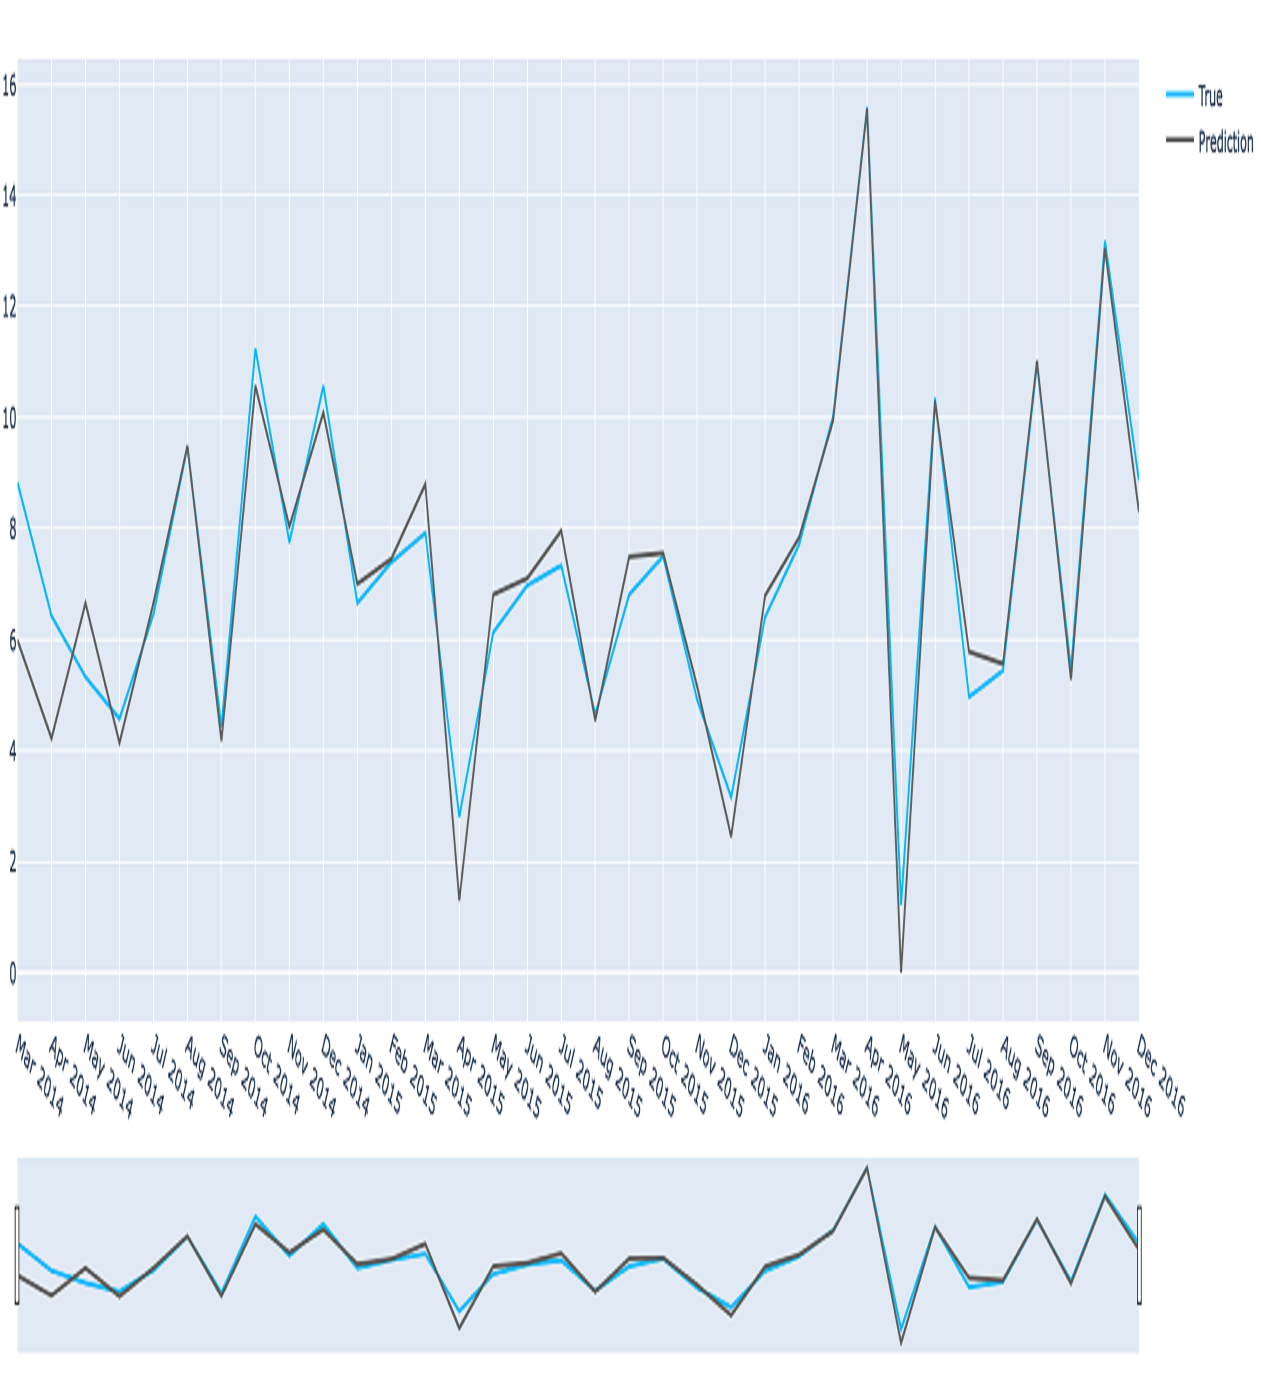 16
14
12
10
8
6
4
2
0
True
Prediction
Mar 2014
Apr 2014
May 2014
Jun 2014
Jul 2014
Aug 2014
Sep 2014
Oct 2014
Nov 2014
Dec 2014
Jan 2015
Feb 2015
Mar 2015
Apr 2015
May 2015
Jun 2015
Jul 2015
Aug 2015
Sep 2015
Oct 2015
Nov 2015
Dec 2015
Jan 2016
Feb 2016
Mar 2016
Apr 2016
May 2016
Jun 2016
Jul 2016
Aug 2016
Sep 2016
Oct 2016
Nov 2016
Dec 2016